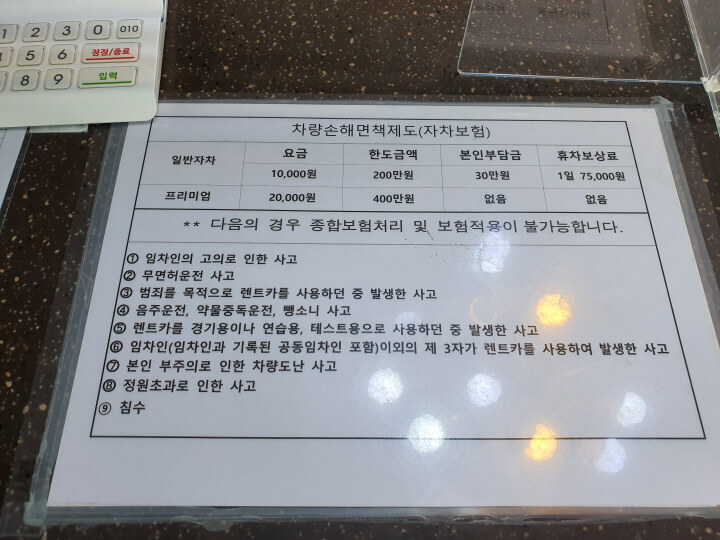 1 2 3 0 010
5 6 정정/종료
8 9 입력
차량손해면책제도(자차보험)
일반자차 요금 한도금액 본인부담금 휴차보상료
10,000원 200만원 30만원 1일 75,000원
프리미엄 20,000원 400만원 없음 없음
** 다음의 경우 종합보험처리 및 보험적용이 불가능합니다.
① 임차인의 고의로 인한 사고
② 무면허운전 사고
③ 범죄를 목적으로 렌트카를 사용하던 중 발생한 사고
④ 음주운전, 약물중독운전, 뺑소니 사고
⑤ 렌트카를 경기용이나 연습용, 테스트용으로 사용하던 중 발생한 사고
⑥ 임차인(임차인과 기록된 공동임차인 포함)이외의 제 3자가 렌트카를 사용하여 발생한 사고
⑦ 본인 부주의로 인한 차량도난 사고
⑧ 정원초과로 인한 사고
⑨ 침수